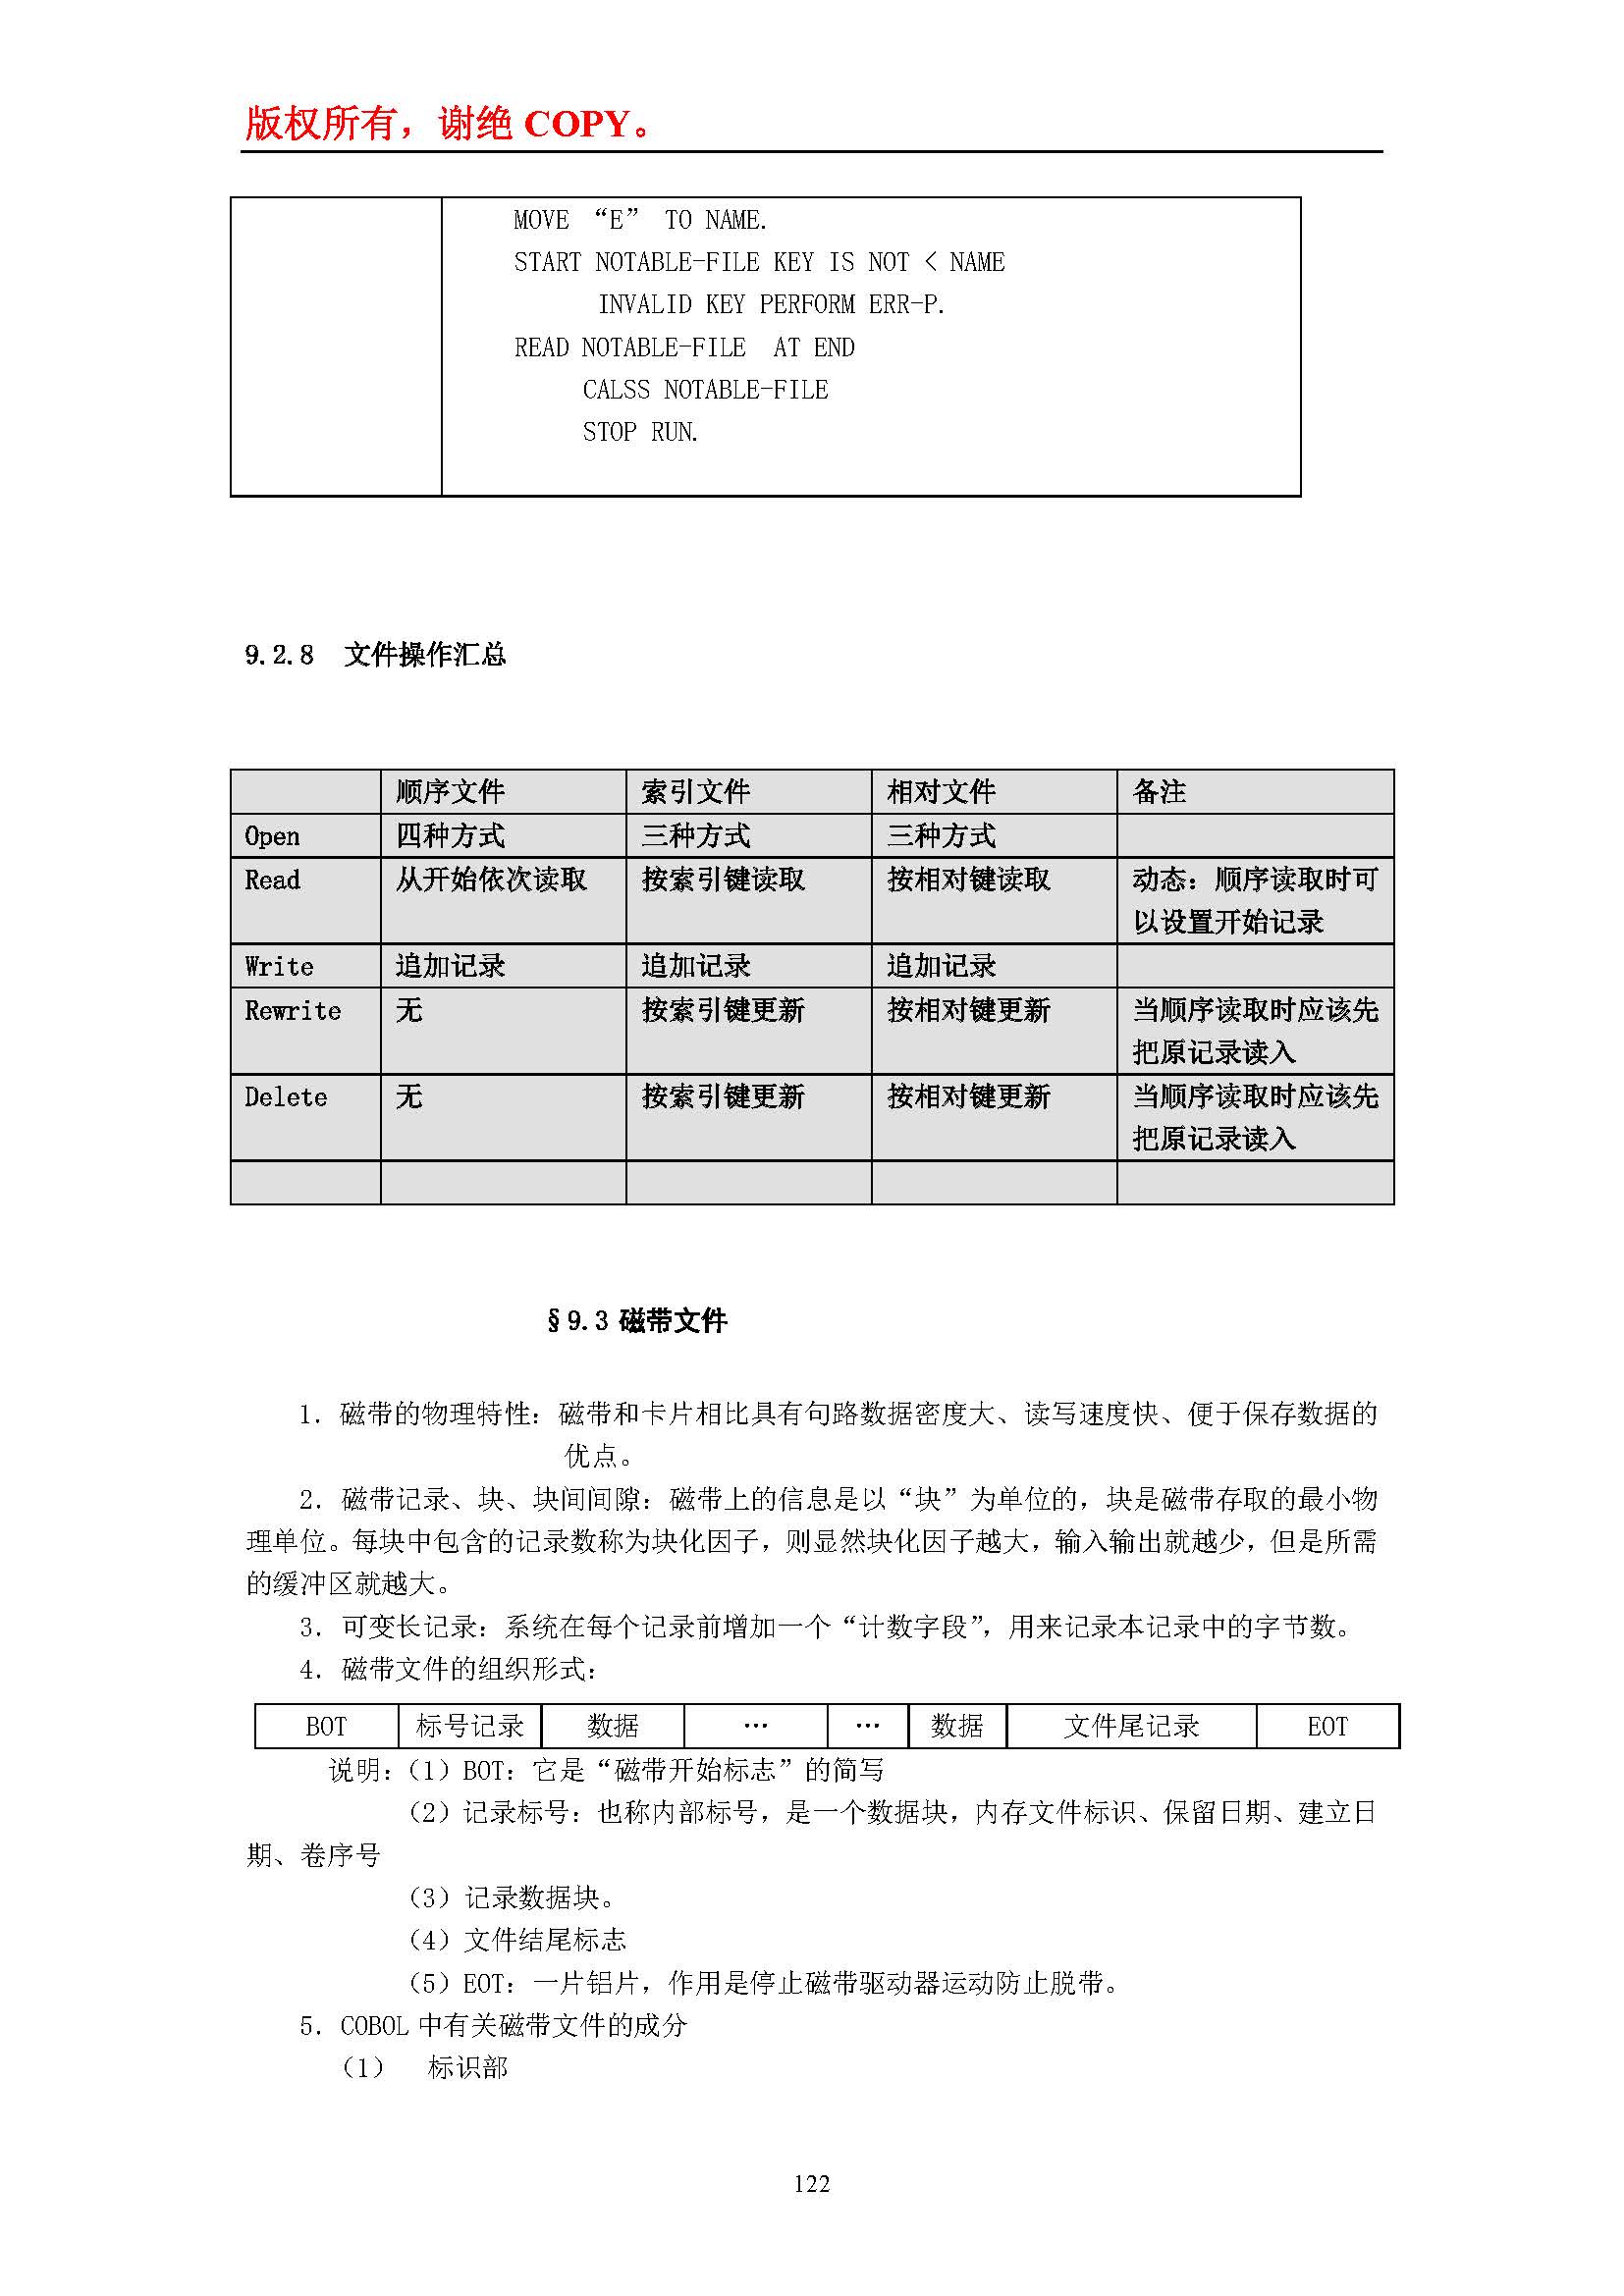 版权所有，谢绝 COPY。
MOVE “E” TO NAME.
START NOTABLE-FILE KEY IS NOT < NAME
INVALID KEY PERFORM ERR-P.
READ NOTABLE-FILE  AT END
CALSS NOTABLE-FILE
STOP RUN.
9.2.8  文件操作汇总
顺序文件 索引文件 相对文件 备注
Open 四种方式 三种方式 三种方式
Read 从开始依次读取 按索引键读取 按相对键读取 动态：顺序读取时可
以设置开始记录
Write 追加记录 追加记录 追加记录
Rewrite 无 按索引键更新 按相对键更新 当顺序读取时应该先
把原记录读入
Delete 无 按索引键更新 按相对键更新 当顺序读取时应该先
把原记录读入
§9.3 磁带文件
1. 磁带的物理特性：磁带和卡片相比具有句路数据密度大、读写速度快、便于保存数据的
优点。
2. 磁带记录、块、块间间隙：磁带上的信息是以“块”为单位的，块是磁带存取的最小物
理单位。每块中包含的记录数称为块化因子，则显然块化因子越大，输入输出就越少，但是所需
的缓冲区就越大。
3. 可变长记录：系统在每个记录前增加一个“计数字段”，用来记录本记录中的字节数。
4. 磁带文件的组织形式：
BOT 标号记录 数据 … … 数据 文件尾记录 EOT
说明：（1）BOT：它是“磁带开始标志”的简写
（2）记录标号：也称内部标号，是一个数据块，内存文件标识、保留日期、建立日
期、卷序号
（3）记录数据块。
（4）文件结尾标志
（5）EOT：一片铝片，作用是停止磁带驱动器运动防止脱带。
5. COBOL 中有关磁带文件的成分
（1） 标识部
122